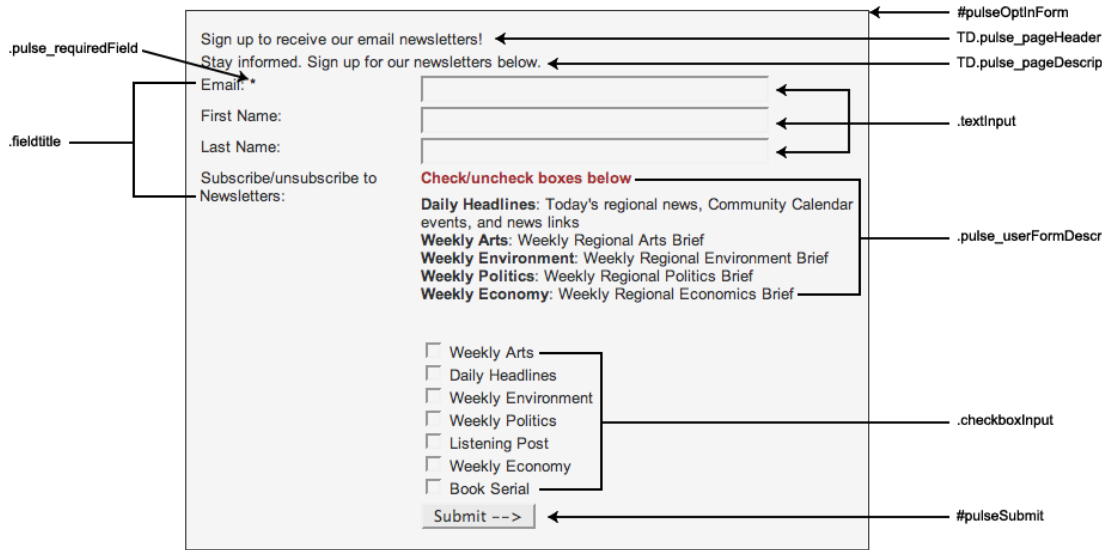 #pulseOptInForm
Sign up to receive our email newsletters!
TD.pulse_pageHeader
.pulse_requiredField
Stay informed. Sign up for our newsletters below.
TD.pulse_pageDescrip
Email: *
First Name:
.textInput
.fieldtitle
Last Name:
Subscribe/unsubscribe to
Newsletters:
Check/uncheck boxes below
Daily Headlines: Today's regional news, Community Calendar
events, and news links
Weekly Arts: Weekly Regional Arts Brief
.pulse_userFormDescr
Weekly Environment: Weekly Regional Environment Brief
Weekly Politics: Weekly Regional Politics Brief
Weekly Economy: Weekly Regional Economics Brief
Weekly Arts
Daily Headlines
Weekly Environment
Weekly Politics
.checkboxInput
Listening Post
Weekly Economy
Book Serial
Submit -->
#pulseSubmit